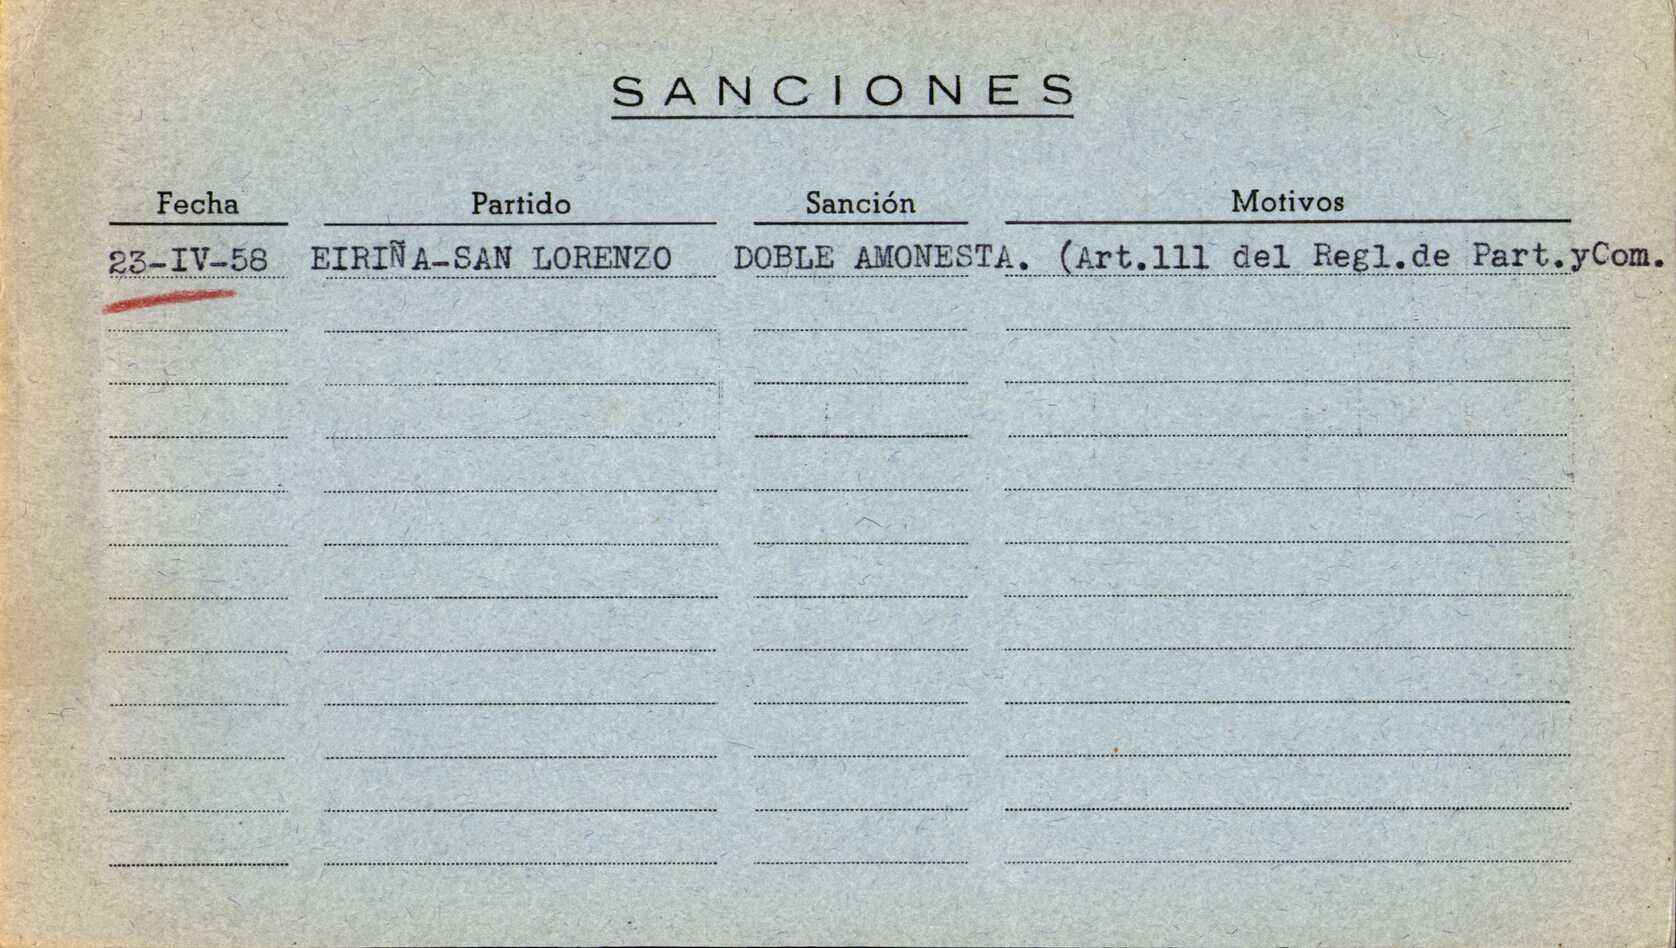 SANCIONES
Fecha Partido Sanción Motivos
23-IV-58 EIRIÑA-SAN LORENZO DOBLE AMONESTA. (Art.lll del Regl.de Part.yCom.